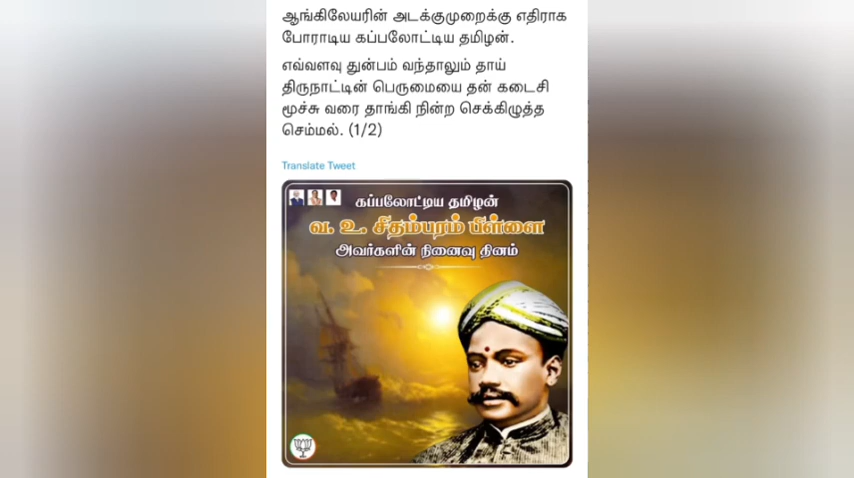 ஆங்கிலேயரின் அடக்குமுறைக்கு எதிராக
போராடிய கப்பலோட்டிய தமிழன்.
எவ்வளவு துன்பம் வந்தாலும் தாய்
திருநாட்டின் பெருமையை தன் கடைசி
மூச்சு வரை தாங்கி நின்ற செக்கிழுத்த
செம்மல். (1/2)
Translate Tweet
கப்பலோட்டிய தமிழன்
வ. உ. சிதம்பரம் பிள்ளை
அவர்களின் நினைவு தினம்